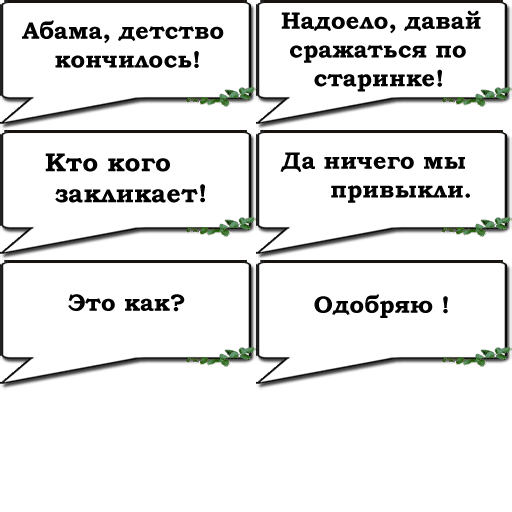 Абама, детство
кончилось!
Надоело, давай
сражаться по
старинке!
Кто кого
закликает!
Да ничего мы
привыкли.
Это как?
Одобряю !